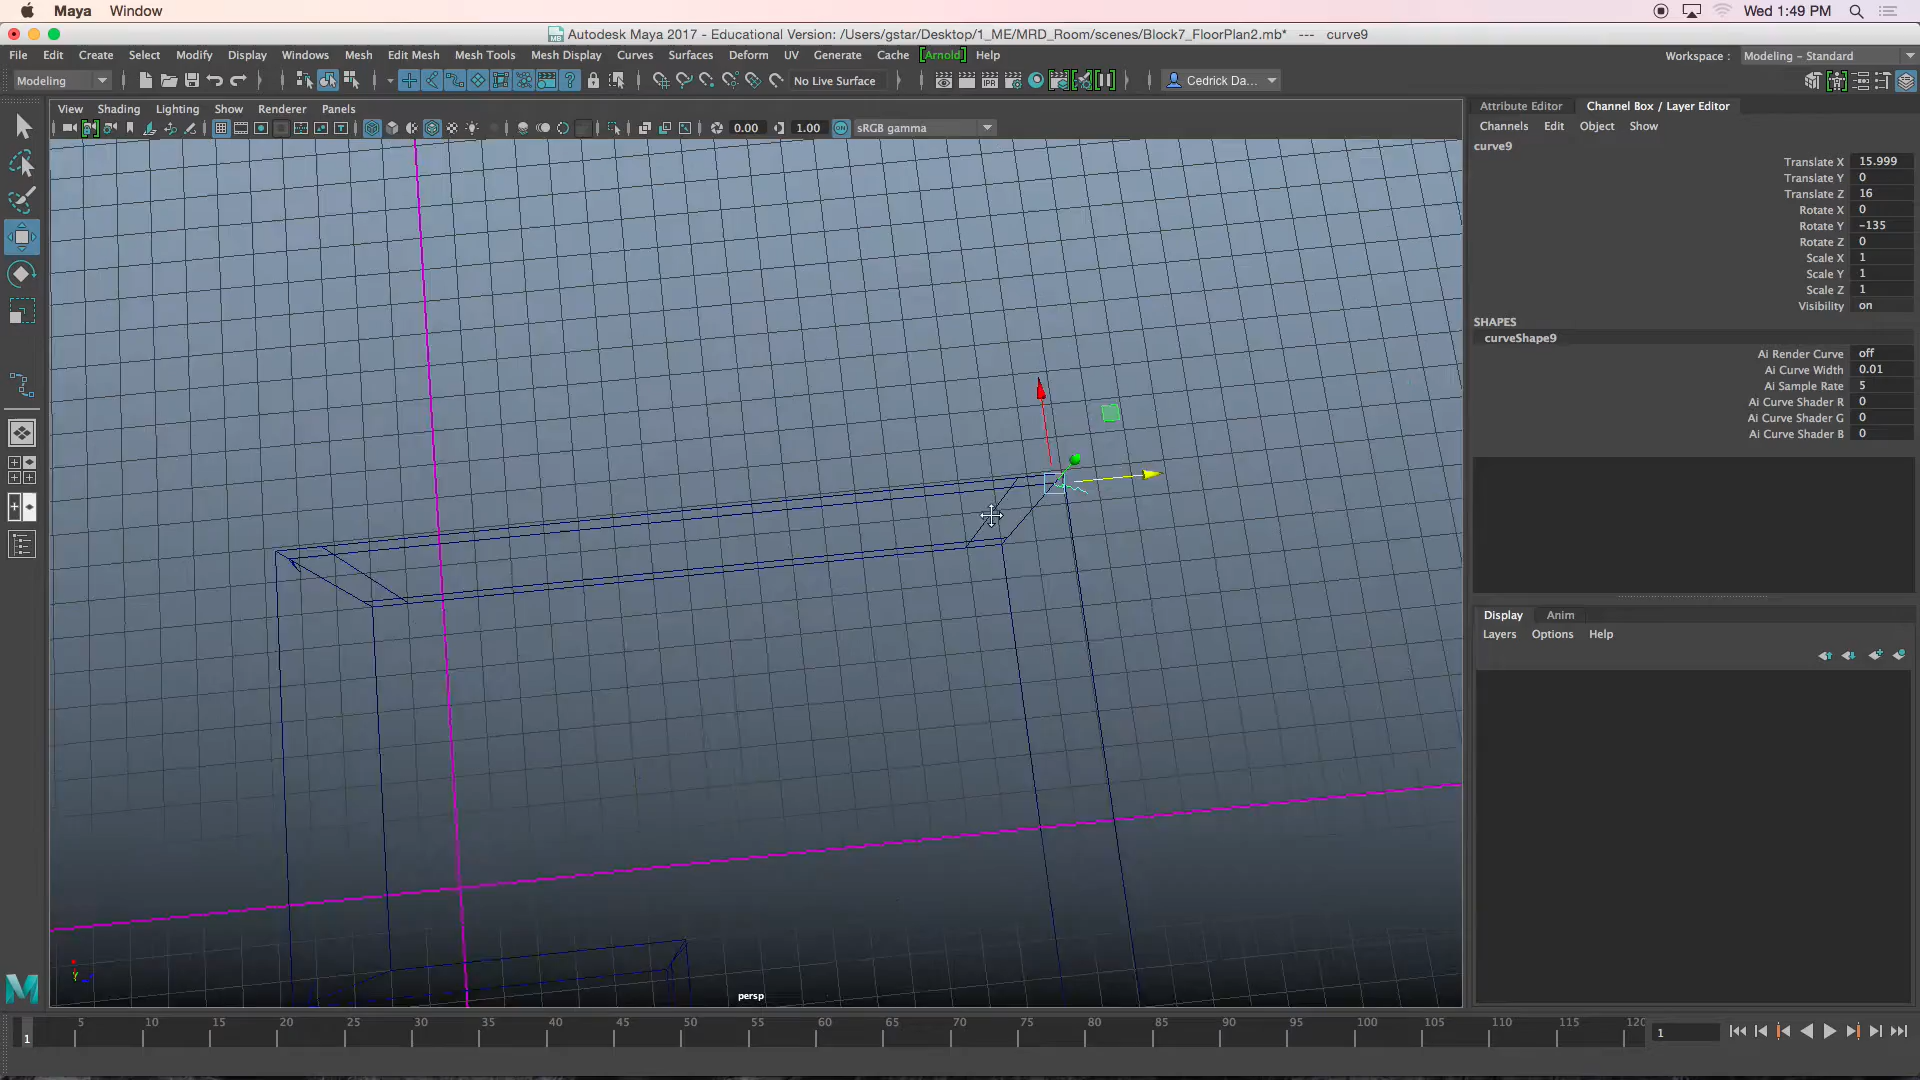 Maya Window Wed 1:49 PM
Autodesk Maya 2017 - Educational Version: /Users/gstar/Desktop/1_ME/MRD_Room/scenes/Block7_FloorPlan2.mb* --- curve9
File Edit Create Select Modify Display Windows Mesh Edit Mesh Mesh Tools Mesh Display Curves Surfaces Deform UV Generate Cache [Arnold] Help Workspace : Modeling - Standard
Modeling No Live Surface Cedrick Da...
View Shading Lighting Show Renderer Panels
0.00 1.00 sRGB gamma
Attribute Editor Channel Box / Layer Editor
Channels Edit Object Show
curve9
Translate X 15.999
Translate Y 0
Translate Z 16
Rotate X 0
Rotate Y -135
Rotate Z 0
Scale X 1
Scale Y 1
Scale Z 1
Visibility on
SHAPES
curveShape9
Ai Render Curve off
Ai Curve Width 0.01
Ai Sample Rate 5
Ai Curve Shader R 0
Ai Curve Shader G 0
Ai Curve Shader B 0
Display Anim
Layers Options Help
persp
5 10 15 20 25 30 35 40 45 50 55 60 65 70 75 80 85 90 95 100 105 110 115 120
1 1